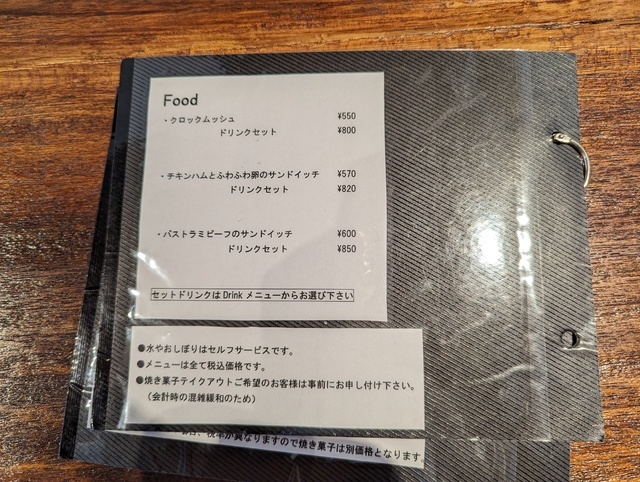 Food
・クロックムッシュ ¥550
ドリンクセット ¥800
・チキンハムとふわふわ卵のサンドイッチ ¥570
ドリンクセット ¥820
・パストラミビーフのサンドイッチ ¥600
ドリンクセット ¥850
セットドリンクは Drink メニューからお選び下さい
●水やおしぼりはセルフサービスです。
●メニューは全て税込価格です。
●焼き菓子テイクアウトご希望のお客様は事前にお申し付け下さい。
（会計時の混雑緩和のため）
、税率が異なりますので焼き菓子は別価格となります